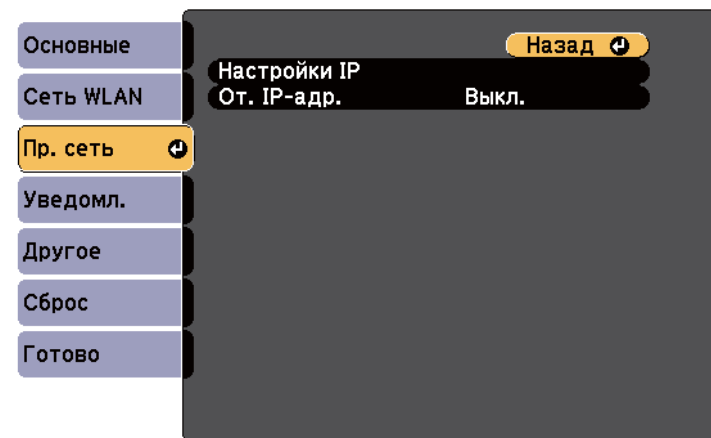 Основные
Сеть WLAN
Пр. сеть
Уведомл.
Другое
Сброс
Готово
Назад
Настройки IP
От. IP-адр. Выкл.